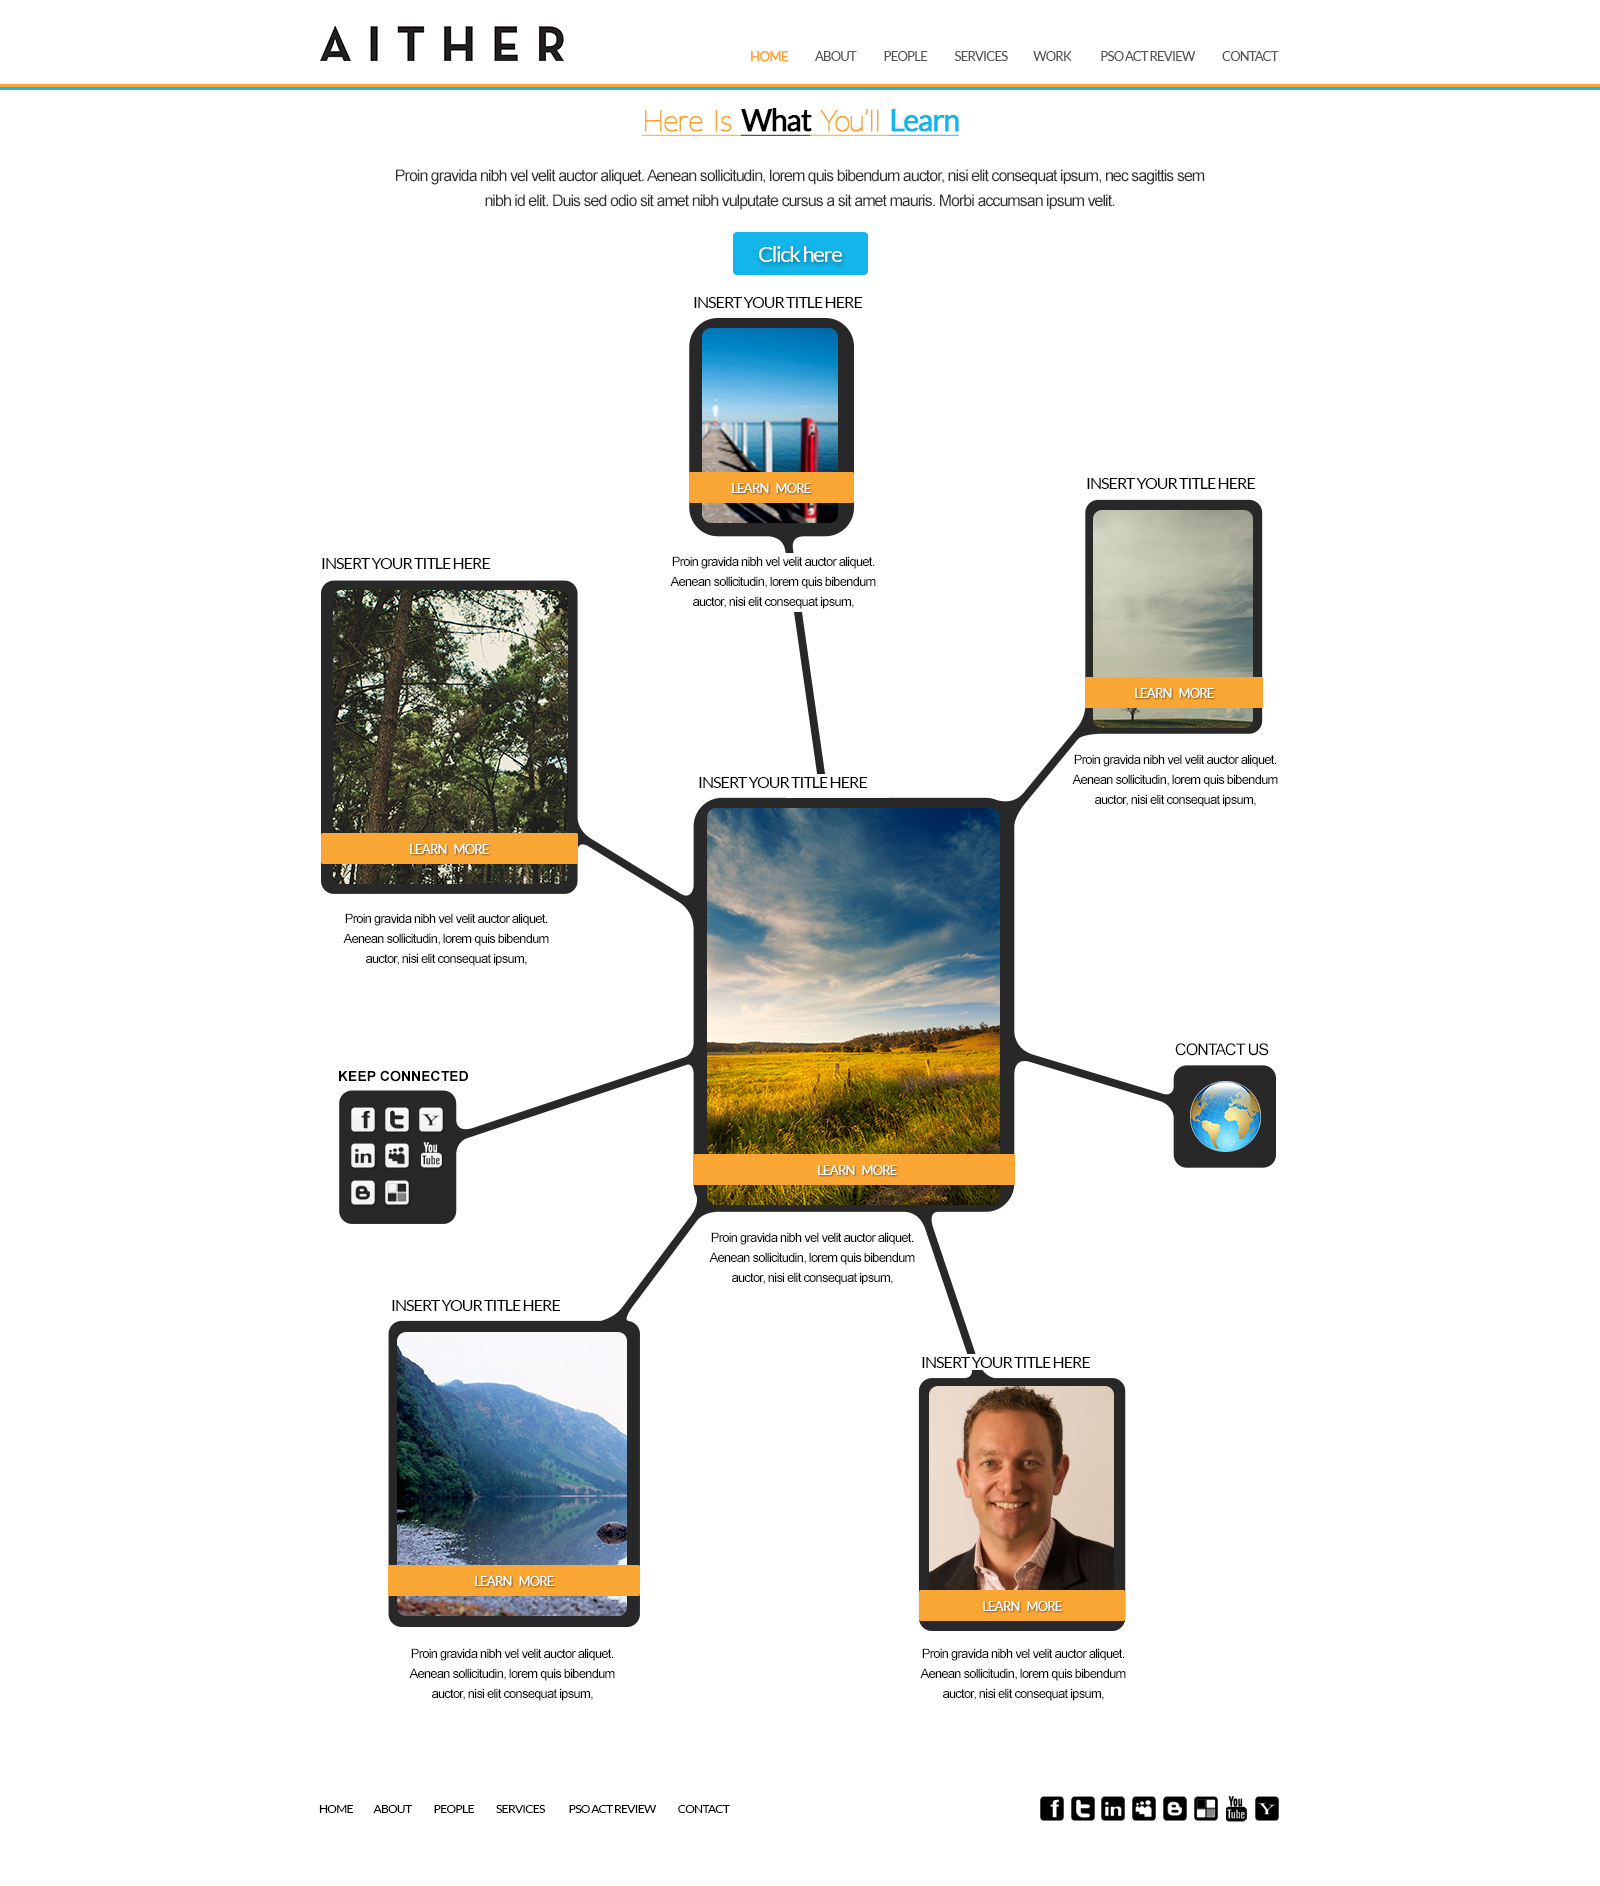 AITHER
HOME ABOUT PEOPLE SERVICES WORK PSO ACT REVIEW CONTACT
Here Is What You'll Learn
Proin gravida nibh vel velit auctor aliquet. Aenean sollicitudin, lorem quis bibendum auctor, nisi elit consequat ipsum, nec sagittis sem
nibh id elit. Duis sed odio sit amet nibh vulputate cursus a sit amet mauris. Morbi accumsan ipsum velit.
Click here
INSERT YOUR TITLE HERE
LEARN MORE
Proin gravida nibh vel velit auctor aliquet.
Aenean sollicitudin, lorem quis bibendum
auctor, nisi elit consequat ipsum,
INSERT YOUR TITLE HERE
LEARN MORE
Proin gravida nibh vel velit auctor aliquet.
Aenean sollicitudin, lorem quis bibendum
auctor, nisi elit consequat ipsum,
INSERT YOUR TITLE HERE
LEARN MORE
Proin gravida nibh vel velit auctor aliquet.
Aenean sollicitudin, lorem quis bibendum
auctor, nisi elit consequat ipsum,
INSERT YOUR TITLE HERE
LEARN MORE
Proin gravida nibh vel velit auctor aliquet.
Aenean sollicitudin, lorem quis bibendum
auctor, nisi elit consequat ipsum,
CONTACT US
KEEP CONNECTED
f t Y
in You
Tube
B
INSERT YOUR TITLE HERE
LEARN MORE
Proin gravida nibh vel velit auctor aliquet.
Aenean sollicitudin, lorem quis bibendum
auctor, nisi elit consequat ipsum,
INSERT YOUR TITLE HERE
LEARN MORE
Proin gravida nibh vel velit auctor aliquet.
Aenean sollicitudin, lorem quis bibendum
auctor, nisi elit consequat ipsum,
HOME ABOUT PEOPLE SERVICES PSO ACT REVIEW CONTACT
f t in B You Tube Y